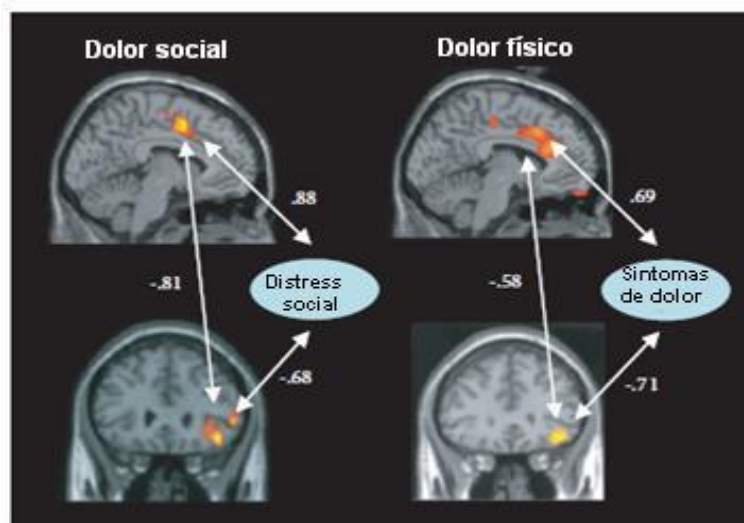 Dolor social
Dolor físico
.88
.69
-.81
Distress
social
-.58
Sintomas
de dolor
-.68
-.71